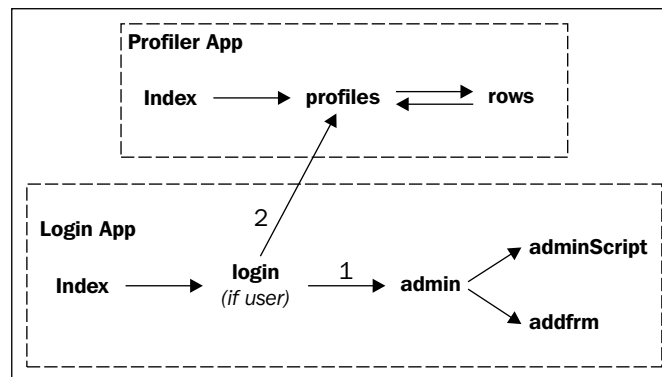 Profiler App
Index profiles rows
2
Login App
login 1 admin adminScript
Index (if user) addfrm